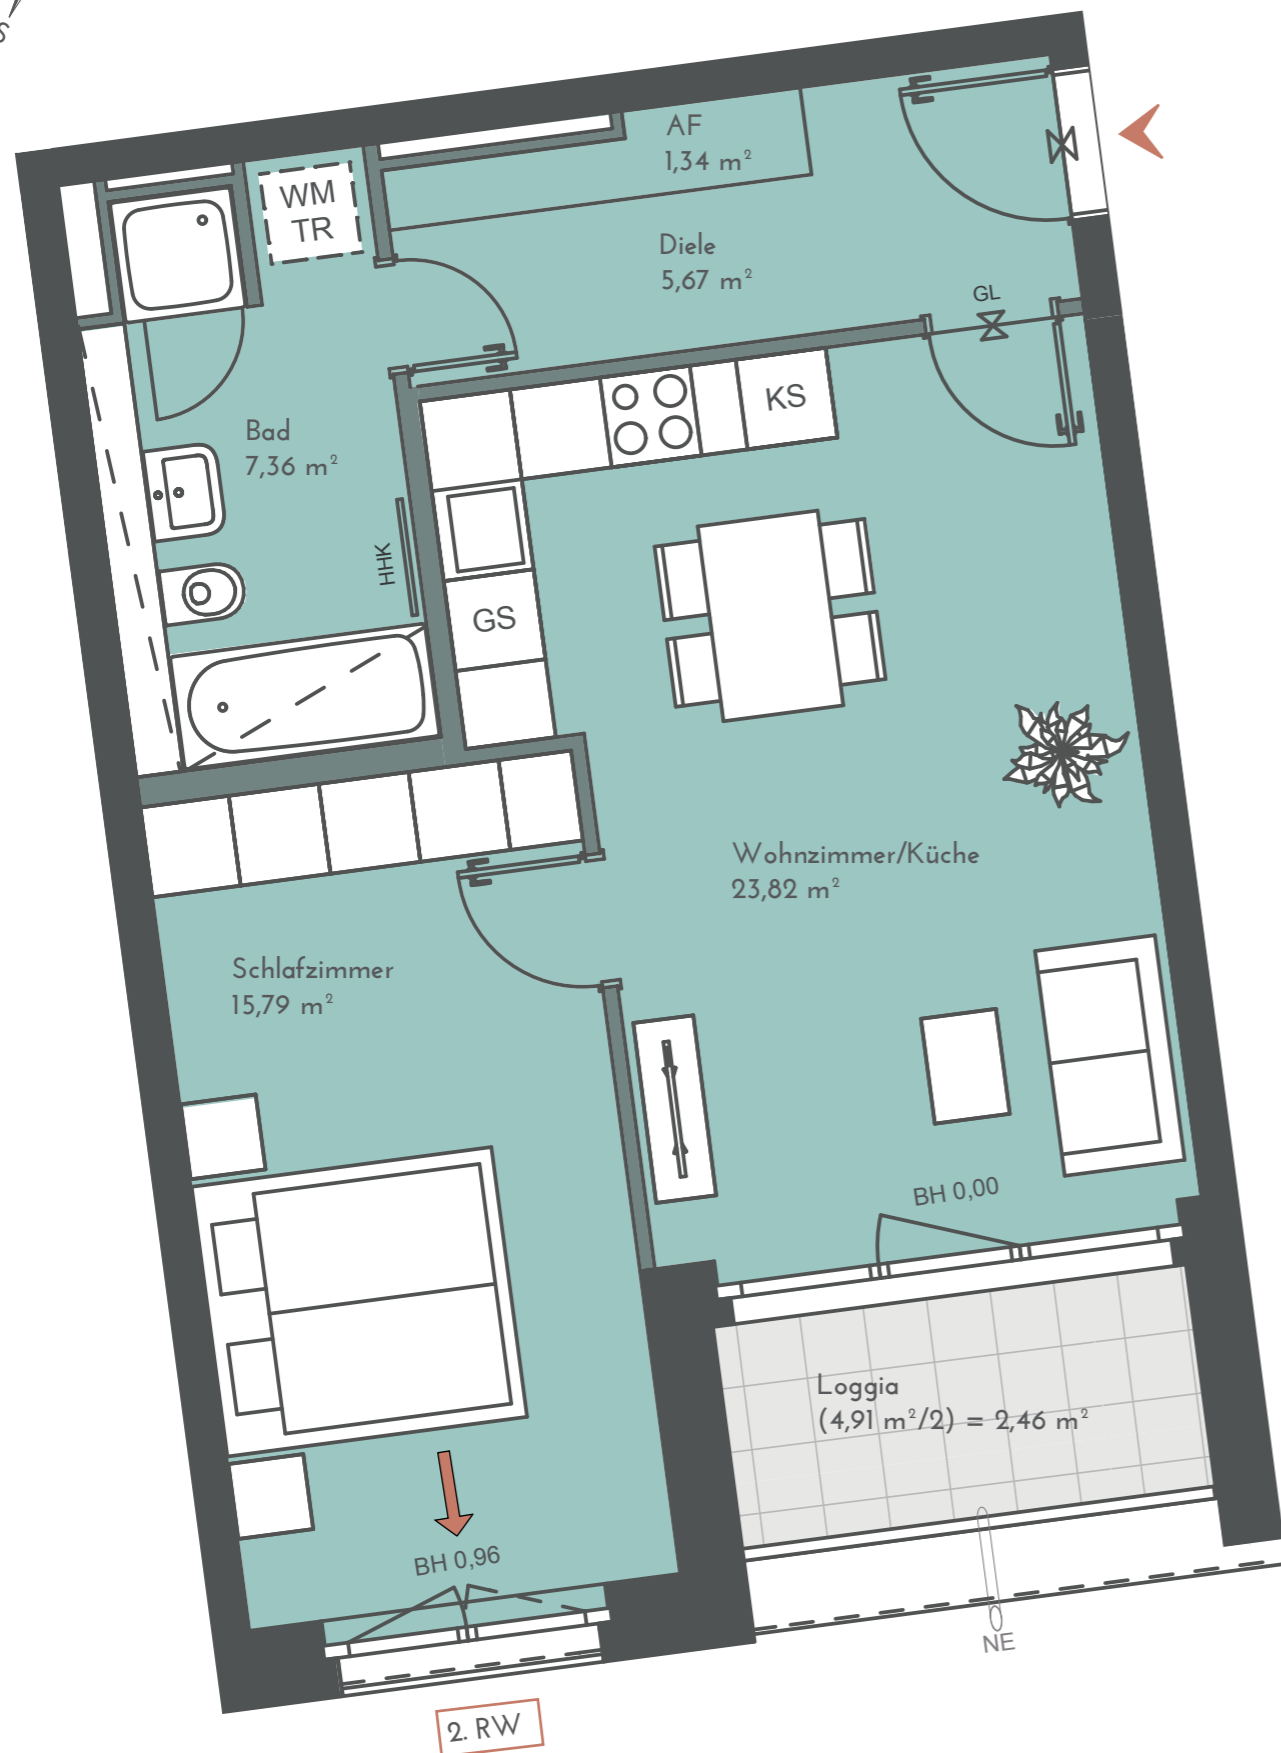 S
AF
1,34 m²
WM
TR
Diele
5,67 m²
GL
KS
Bad
7,36 m²
HHK
GS
Wohnzimmer/Küche
23,82 m²
Schlafzimmer
15,79 m²
BH 0,00
Loggia
(4,91 m²/2) = 2,46 m²
BH 0,96
NE
2. RW